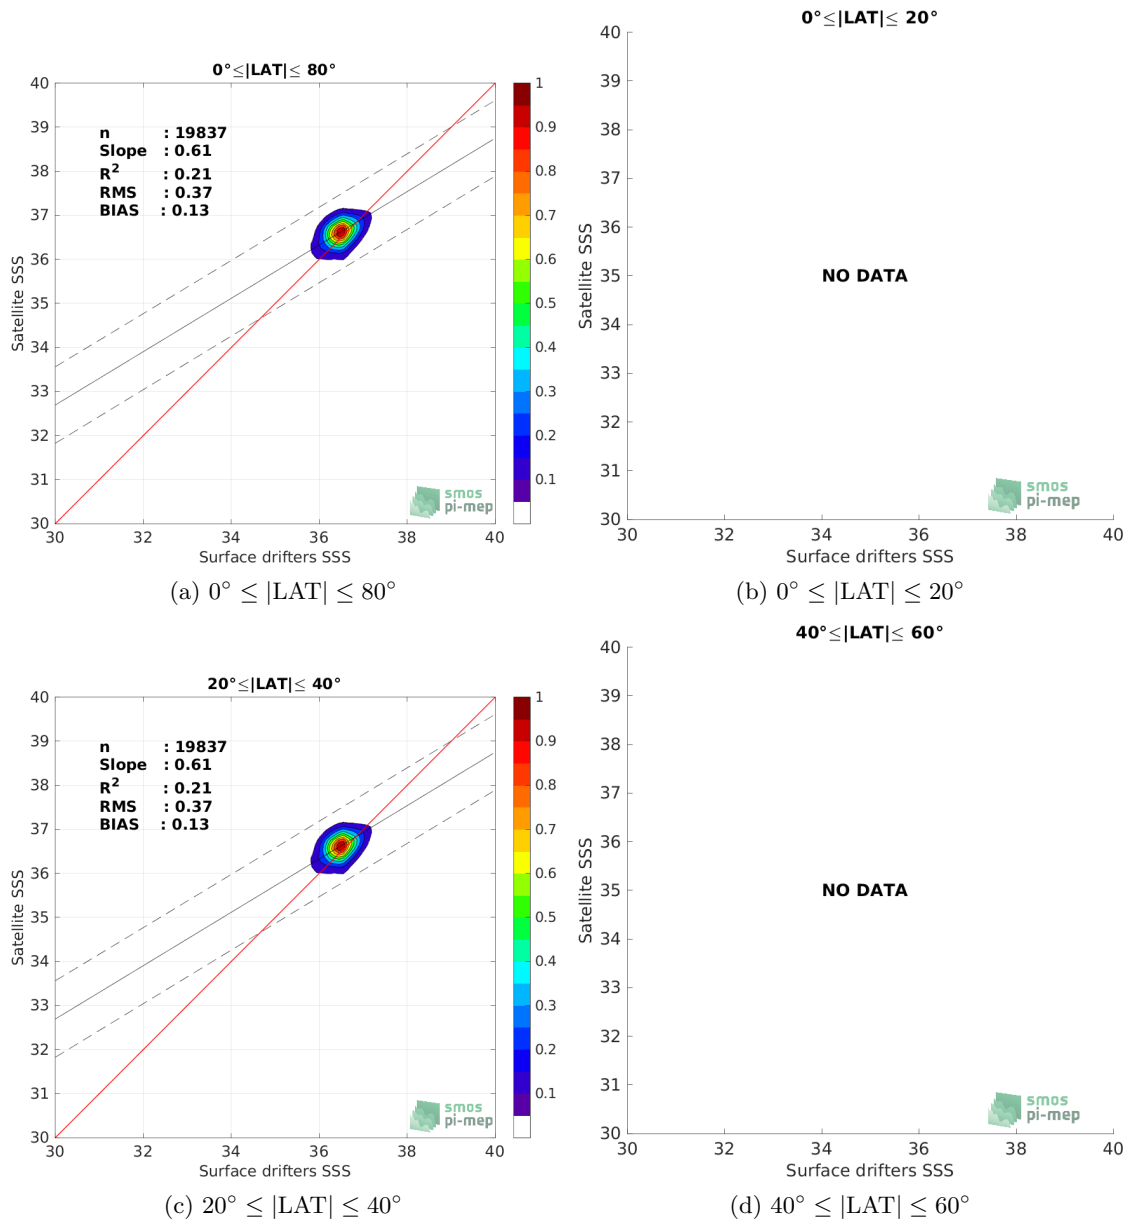 0°≤|LAT|≤ 80°
40
39
38
37
36
35
34
33
32
31
30
Satellite SSS
n : 19837
Slope : 0.61
R² : 0.21
RMS : 0.37
BIAS : 0.13
smos
pi-mep
30 32 34 36 38 40
Surface drifters SSS
1
0.9
0.8
0.7
0.6
0.5
0.4
0.3
0.2
0.1
(a) 0° ≤ |LAT| ≤ 80°
0°≤|LAT|≤ 20°
40
39
38
37
36
35
34
33
32
31
30
Satellite SSS
NO DATA
smos
pi-mep
30 32 34 36 38 40
Surface drifters SSS
(b) 0° ≤ |LAT| ≤ 20°
20°≤|LAT|≤ 40°
40
39
38
37
36
35
34
33
32
31
30
Satellite SSS
n : 19837
Slope : 0.61
R² : 0.21
RMS : 0.37
BIAS : 0.13
smos
pi-mep
30 32 34 36 38 40
Surface drifters SSS
1
0.9
0.8
0.7
0.6
0.5
0.4
0.3
0.2
0.1
(c) 20° ≤ |LAT| ≤ 40°
40°≤|LAT|≤ 60°
40
39
38
37
36
35
34
33
32
31
30
Satellite SSS
NO DATA
smos
pi-mep
30 32 34 36 38 40
Surface drifters SSS
(d) 40° ≤ |LAT| ≤ 60°